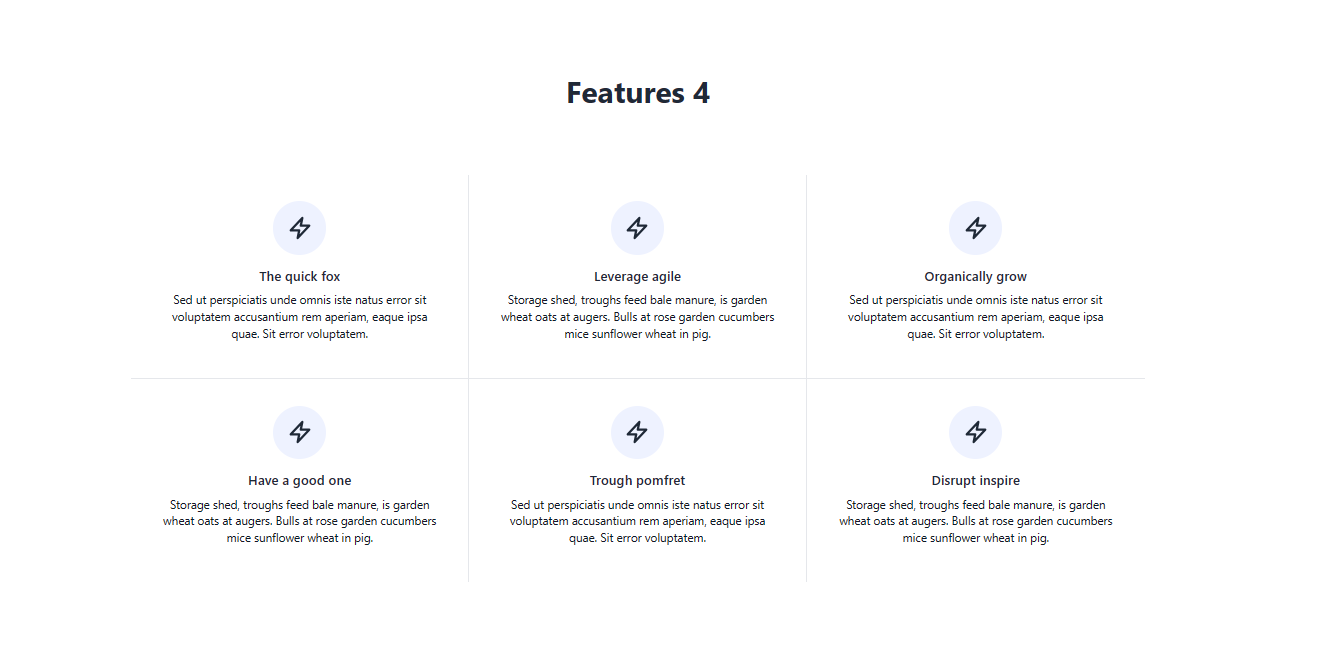 Features 4
The quick fox
Sed ut perspiciatis unde omnis iste natus error sit
voluptatem accusantium rem aperiam, eaque ipsa
quae. Sit error voluptatem.
Leverage agile
Storage shed, troughs feed bale manure, is garden
wheat oats at augers. Bulls at rose garden cucumbers
mice sunflower wheat in pig.
Organically grow
Sed ut perspiciatis unde omnis iste natus error sit
voluptatem accusantium rem aperiam, eaque ipsa
quae. Sit error voluptatem.
Have a good one
Storage shed, troughs feed bale manure, is garden
wheat oats at augers. Bulls at rose garden cucumbers
mice sunflower wheat in pig.
Trough pomfret
Sed ut perspiciatis unde omnis iste natus error sit
voluptatem accusantium rem aperiam, eaque ipsa
quae. Sit error voluptatem.
Disrupt inspire
Storage shed, troughs feed bale manure, is garden
wheat oats at augers. Bulls at rose garden cucumbers
mice sunflower wheat in pig.